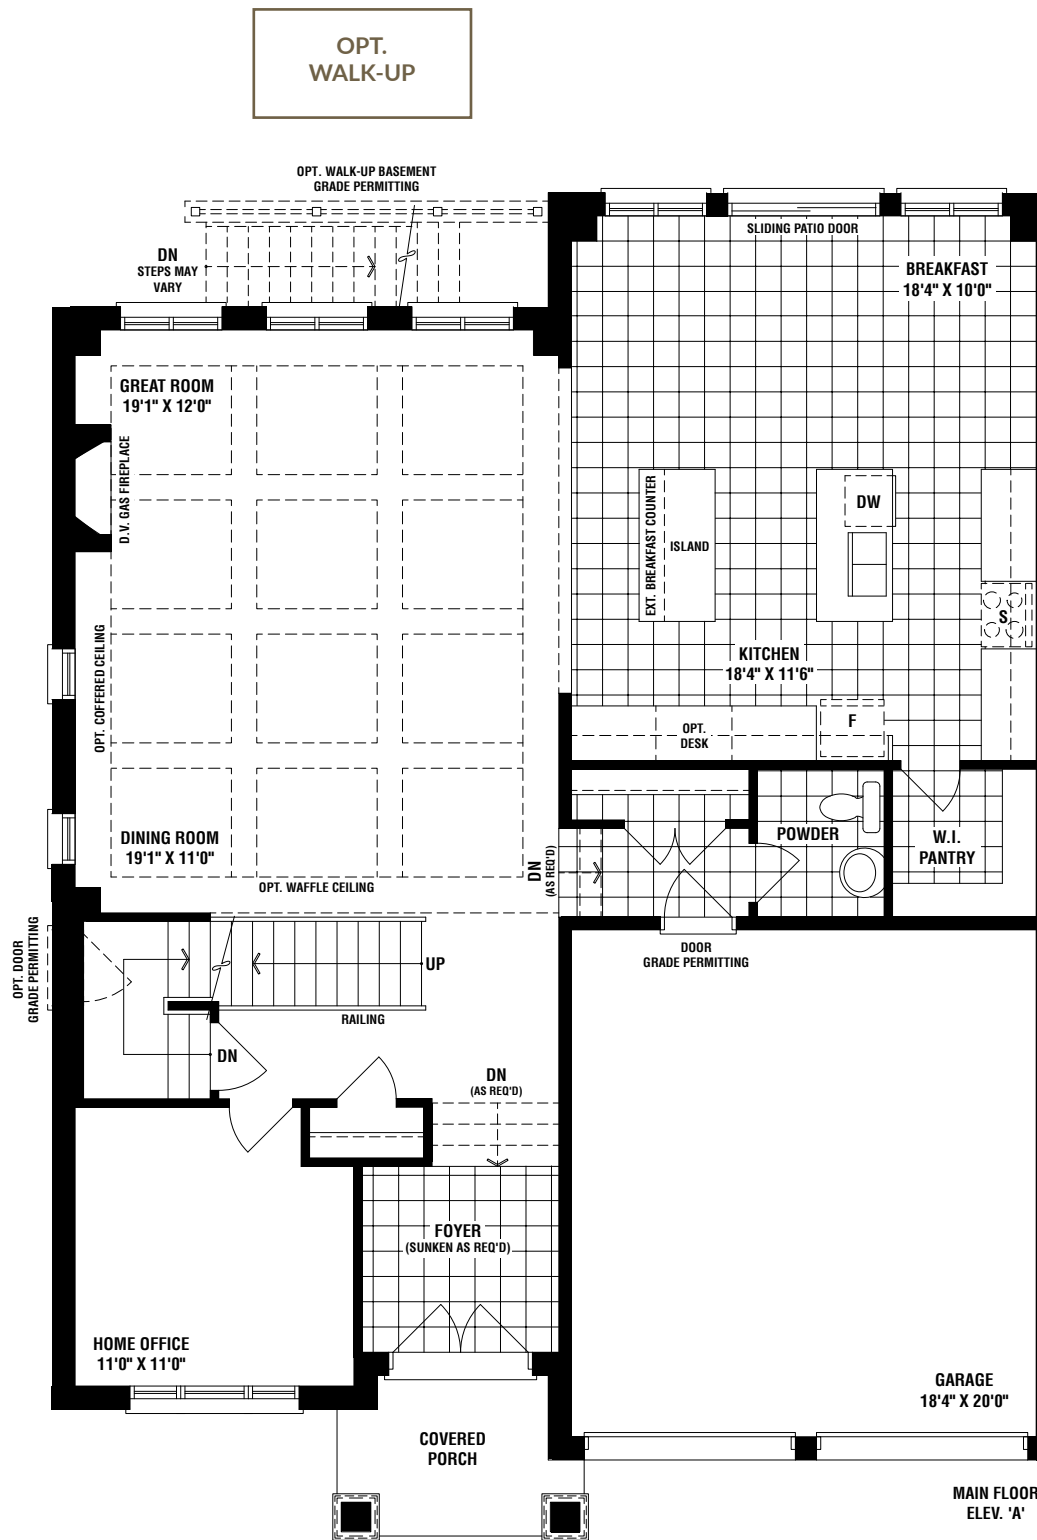 OPT.
WALK-UP
OPT. WALK-UP BASEMENT
GRADE PERMITTING
DN
STEPS MAY
VARY
SLIDING PATIO DOOR
BREAKFAST
18'4" X 10'0"
GREAT ROOM
19'1" X 12'0"
D.V. GAS FIREPLACE
EXT. BREAKFAST COUNTER
ISLAND
DW
S
KITCHEN
18'4" X 11'6"
OPT. COFFERED CEILING
OPT.
DESK
F
DINING ROOM
19'1" X 11'0"
OPT. WAFFLE CEILING
DN
(AS REQ'D)
POWDER
W.I.
PANTRY
OPT. DOOR
GRADE PERMITTING
UP
DOOR
GRADE PERMITTING
RAILING
DN
DN
(AS REQ'D)
FOYER
(SUNKEN AS REQ'D)
HOME OFFICE
11'0" X 11'0"
GARAGE
18'4" X 20'0"
COVERED
PORCH
MAIN FLOOR
ELEV. 'A'